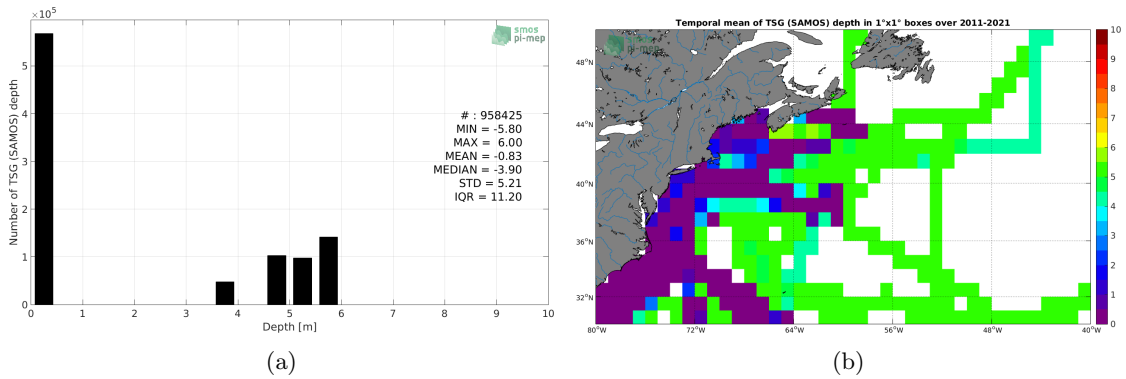 ×10⁵
smos
pi-mep
5
4
3
2
1
0
Number of TSG (SAMOS) depth
# : 958425
MIN = -5.80
MAX = 6.00
MEAN = -0.83
MEDIAN = -3.90
STD = 5.21
IQR = 11.20
0 1 2 3 4 5 6 7 8 9 10
Depth [m]
(a)
Temporal mean of TSG (SAMOS) depth in 1°x1° boxes over 2011-2021
smos
pi-mep
48°N
44°N
40°N
36°N
32°N
80°W 72°W 64°W 56°W 48°W 40°W
10
9
8
7
6
5
4
3
2
1
0
(b)